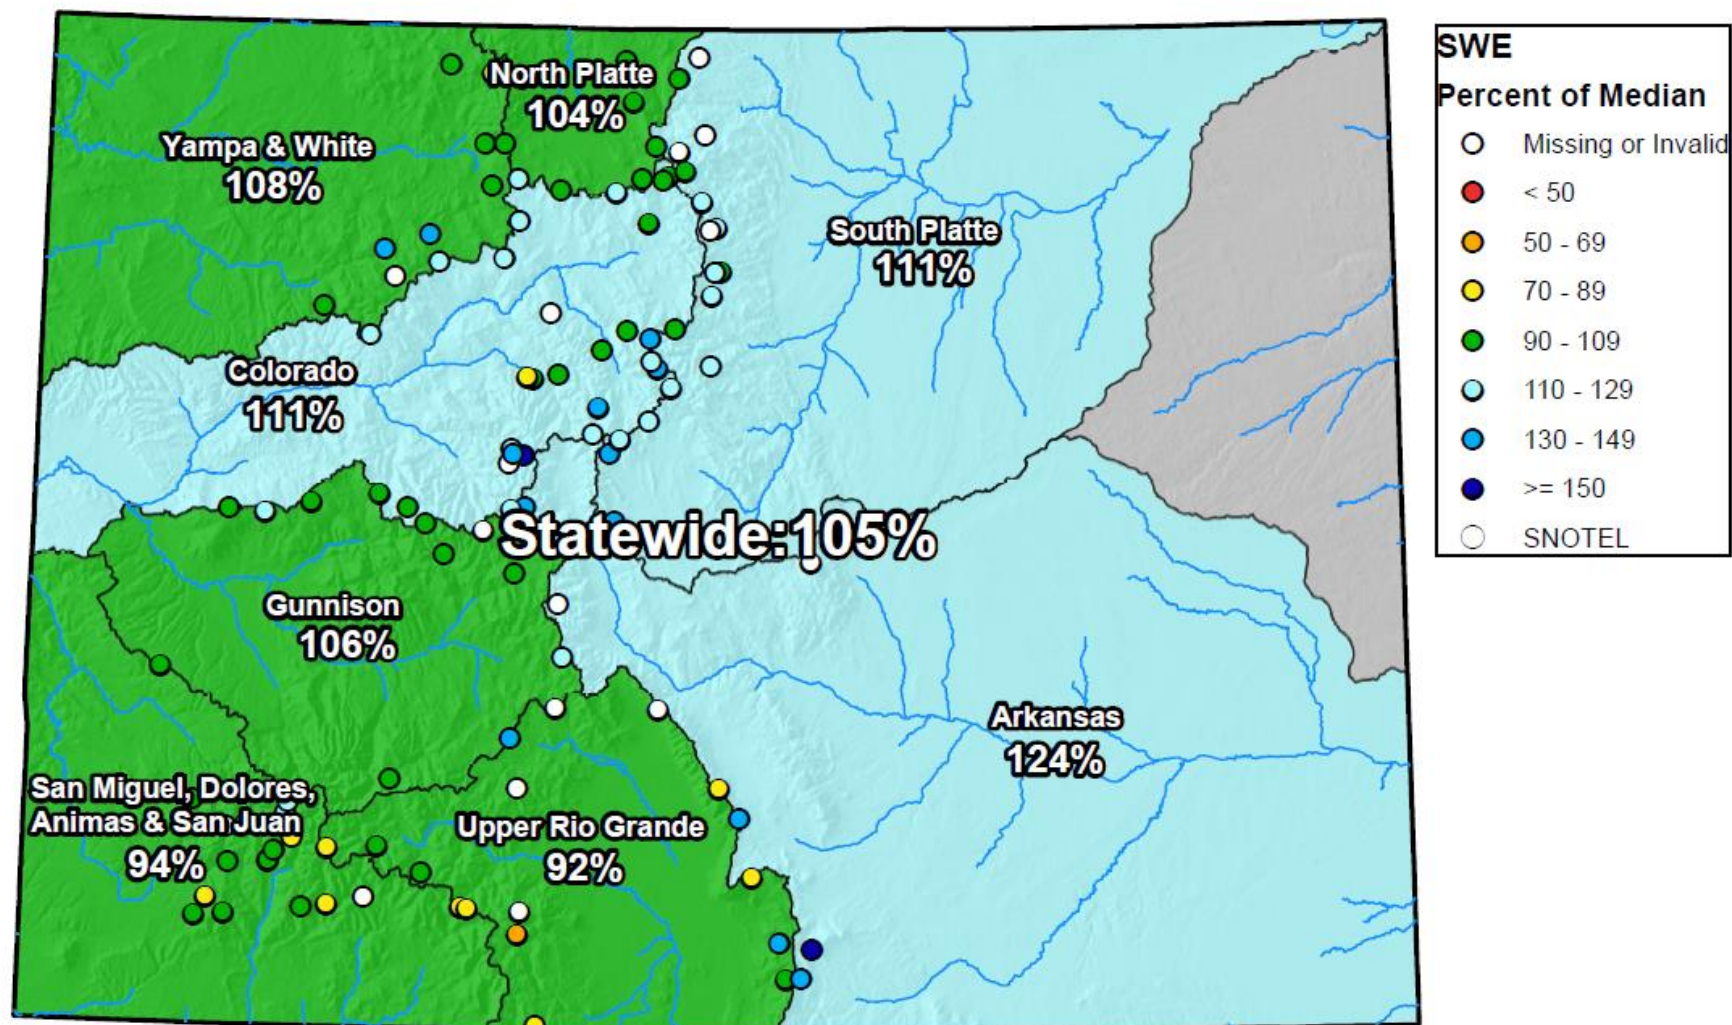 North Platte
104%
Yampa & White
108%
South Platte
111%
Colorado
111%
Statewide:105%
Gunnison
106%
Arkansas
124%
San Miguel, Dolores,
Animas & San Juan
94%
Upper Rio Grande
92%
SWE
Percent of Median
Missing or Invalid
< 50
50 - 69
70 - 89
90 - 109
110 - 129
130 - 149
>= 150
SNOTEL